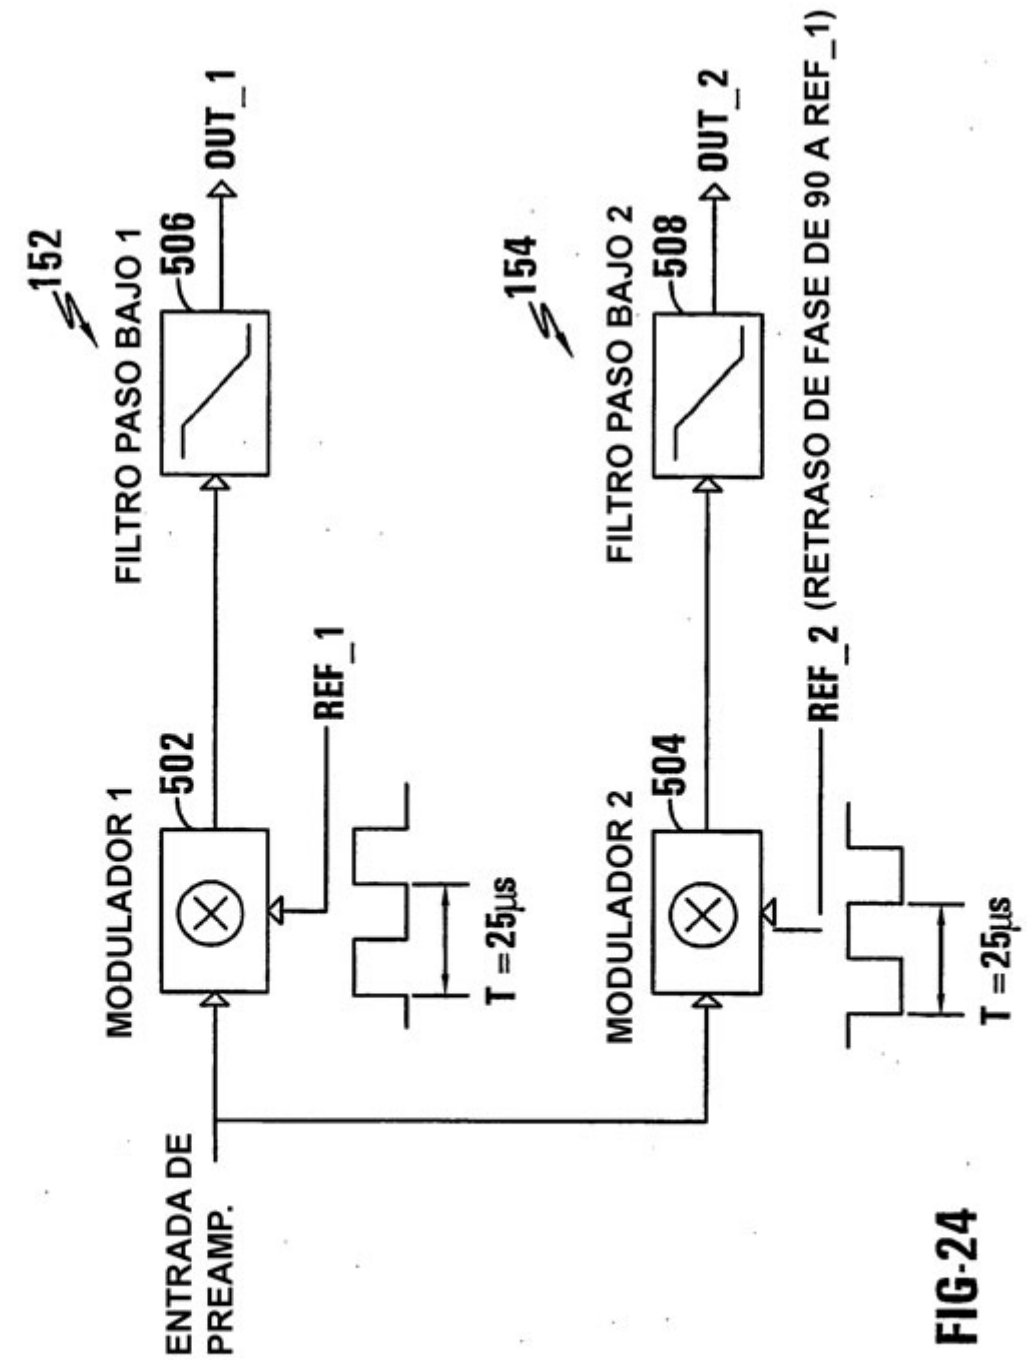 152
FILTRO PASO BAJO 1
506
OUT_1
MODULADOR 1
502
REF_1
T = 25µs
ENTRADA DE
PREAMP.
154
FILTRO PASO BAJO 2
508
OUT_2
MODULADOR 2
504
REF_2 (RETRASO DE FASE DE 90 A REF_1)
T = 25µs
FIG-24